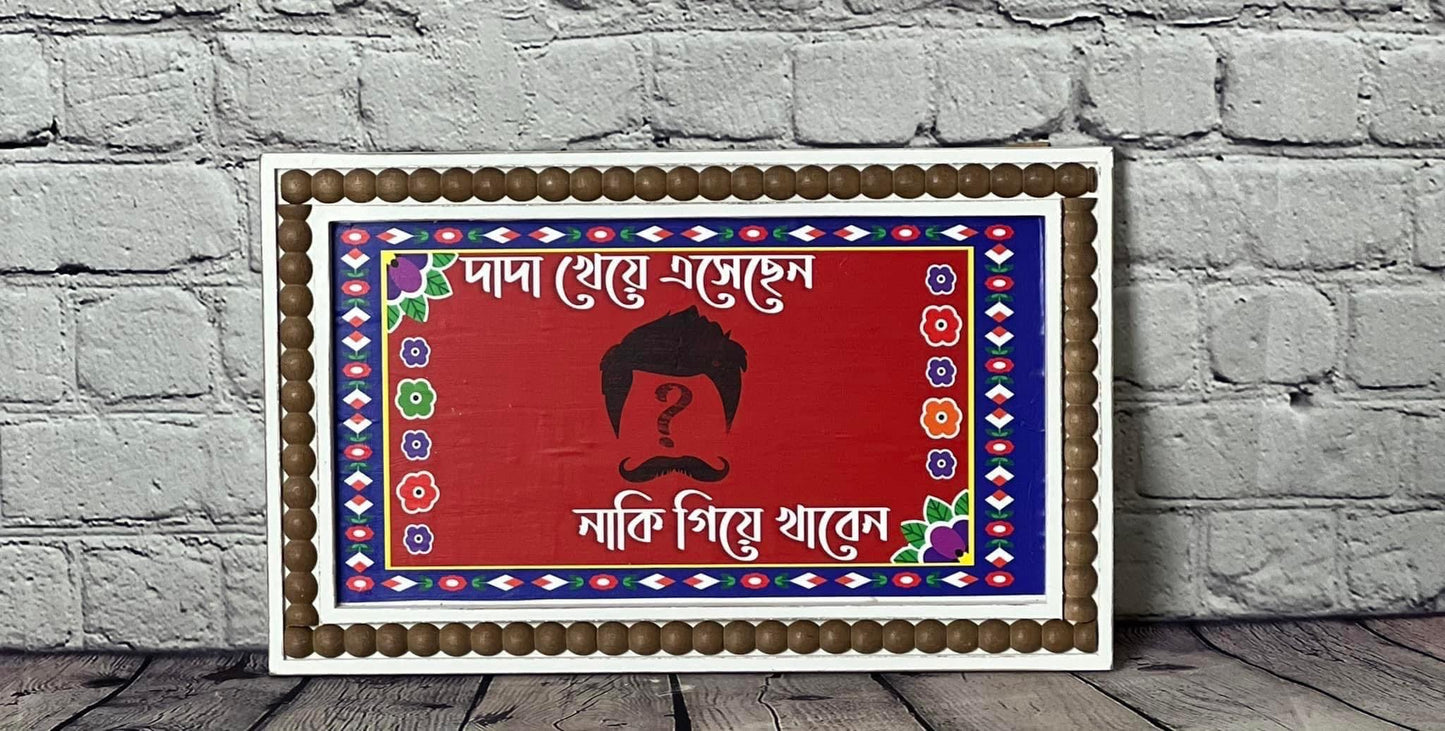 দাদা খেয়ে এসেছেন
?
নাকি গিয়ে খাবেন